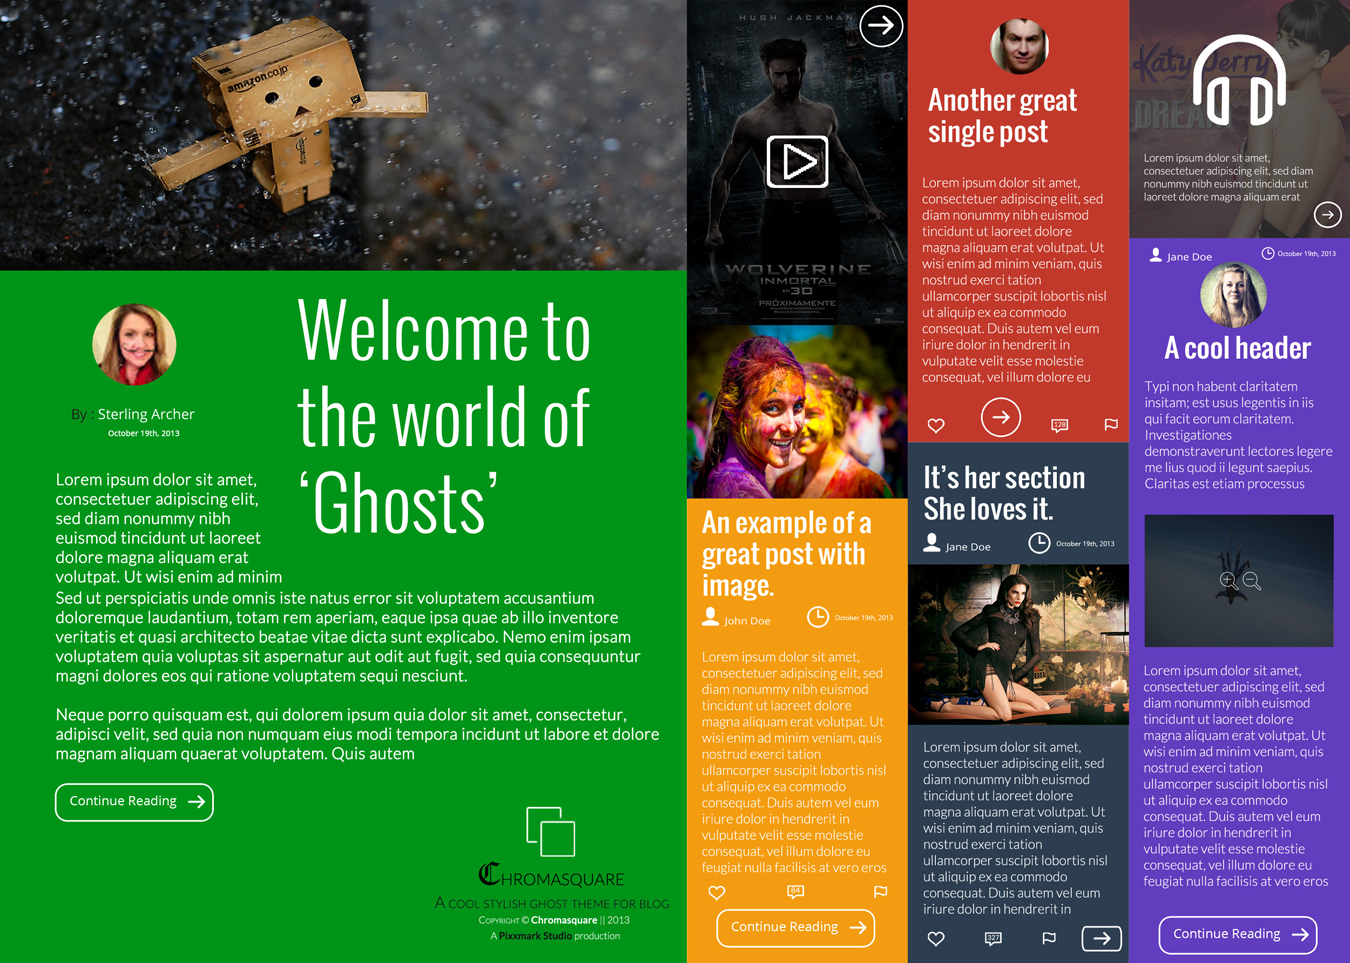 amazon.co.jp
By : Sterling Archer
October 19th, 2013
Welcome to
the world of
‘Ghosts’
Lorem ipsum dolor sit amet,
consectetuer adipiscing elit,
sed diam nonummy nibh
euismod tincidunt ut laoreet
dolore magna aliquam erat
volutpat. Ut wisi enim ad minim
Sed ut perspiciatis unde omnis iste natus error sit voluptatem accusantium
doloremque laudantium, totam rem aperiam, eaque ipsa quae ab illo inventore
veritatis et quasi architecto beatae vitae dicta sunt explicabo. Nemo enim ipsam
voluptatem quia voluptas sit aspernatur aut odit aut fugit, sed quia consequuntur
magni dolores eos qui ratione voluptatem sequi nesciunt.
Neque porro quisquam est, qui dolorem ipsum quia dolor sit amet, consectetur,
adipisci velit, sed quia non numquam eius modi tempora incidunt ut labore et dolore
magnam aliquam quaerat voluptatem. Quis autem
Continue Reading
CHROMASQUARE
A COOL STYLISH GHOST THEME FOR BLOG
Copyright © Chromasquare || 2013
A Pixxmark Studio production
HUGH JACKMAN
WOLVERINE
INMORTAL
EN 3D
PRÓXIMAMENTE
An example of a
great post with
image.
John Doe
October 19th, 2013
Lorem ipsum dolor sit amet,
consectetuer adipiscing elit, sed
diam nonummy nibh euismod
tincidunt ut laoreet dolore
magna aliquam erat volutpat. Ut
wisi enim ad minim veniam, quis
nostrud exerci tation
ullamcorper suscipit lobortis nisl
ut aliquip ex ea commodo
consequat. Duis autem vel eum
iriure dolor in hendrerit in
vulputate velit esse molestie
consequat, vel illum dolore eu
feugiat nulla facilisis at vero eros
84
Continue Reading
Another great
single post
Lorem ipsum dolor sit amet,
consectetuer adipiscing elit, sed
diam nonummy nibh euismod
tincidunt ut laoreet dolore
magna aliquam erat volutpat. Ut
wisi enim ad minim veniam, quis
nostrud exerci tation
ullamcorper suscipit lobortis nisl
ut aliquip ex ea commodo
consequat. Duis autem vel eum
iriure dolor in hendrerit in
vulputate velit esse molestie
consequat, vel illum dolore eu
128
It’s her section
She loves it.
Jane Doe
October 19th, 2013
Lorem ipsum dolor sit amet,
consectetuer adipiscing elit, sed
diam nonummy nibh euismod
tincidunt ut laoreet dolore
magna aliquam erat volutpat. Ut
wisi enim ad minim veniam, quis
nostrud exerci tation
ullamcorper suscipit lobortis nisl
ut aliquip ex ea commodo
consequat. Duis autem vel eum
iriure dolor in hendrerit in
327
Katy Perry
Lorem ipsum dolor sit amet,
consectetuer adipiscing elit, sed diam
nonummy nibh euismod tincidunt ut
laoreet dolore magna aliquam erat
Jane Doe
October 19th, 2013
A cool header
Typi non habent claritatem
insitam; est usus legentis in iis
qui facit eorum claritatem.
Investigationes
demonstraverunt lectores legere
me lius quod ii legunt saepius.
Claritas est etiam processus
Lorem ipsum dolor sit amet,
consectetuer adipiscing elit, sed
diam nonummy nibh euismod
tincidunt ut laoreet dolore
magna aliquam erat volutpat. Ut
wisi enim ad minim veniam, quis
nostrud exerci tation
ullamcorper suscipit lobortis nisl
ut aliquip ex ea commodo
consequat. Duis autem vel eum
iriure dolor in hendrerit in
vulputate velit esse molestie
consequat, vel illum dolore eu
feugiat nulla facilisis at vero eros
Continue Reading